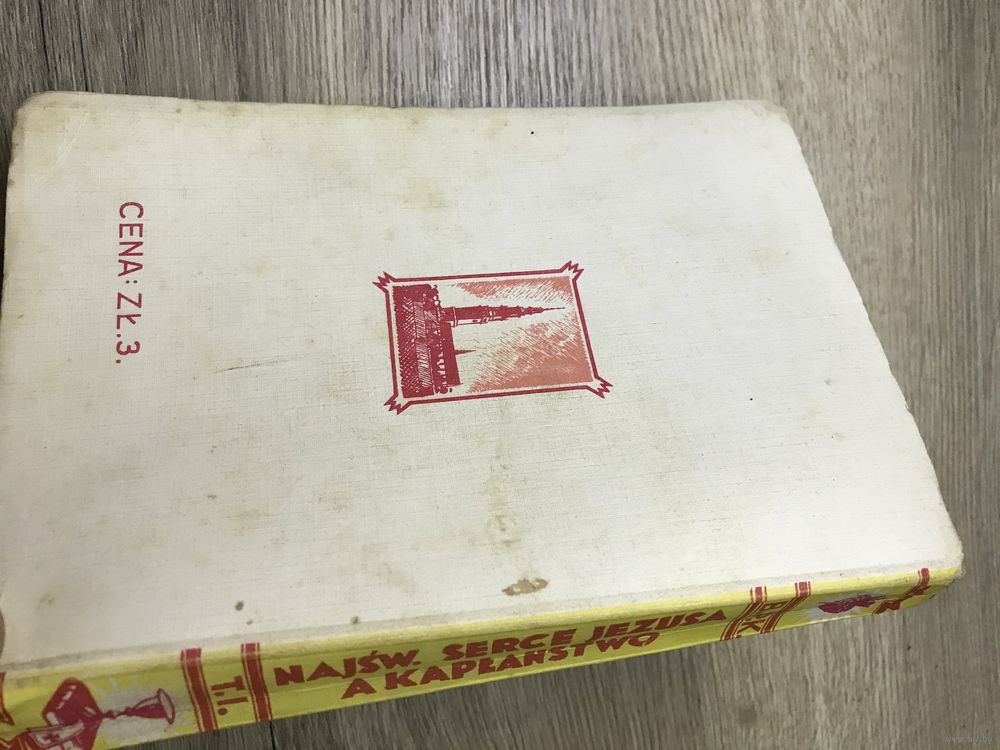 CENA: ZŁ.3.
T.I.
NAJŚW. SERCE JEZUSA
A KAPŁAŃSTWO